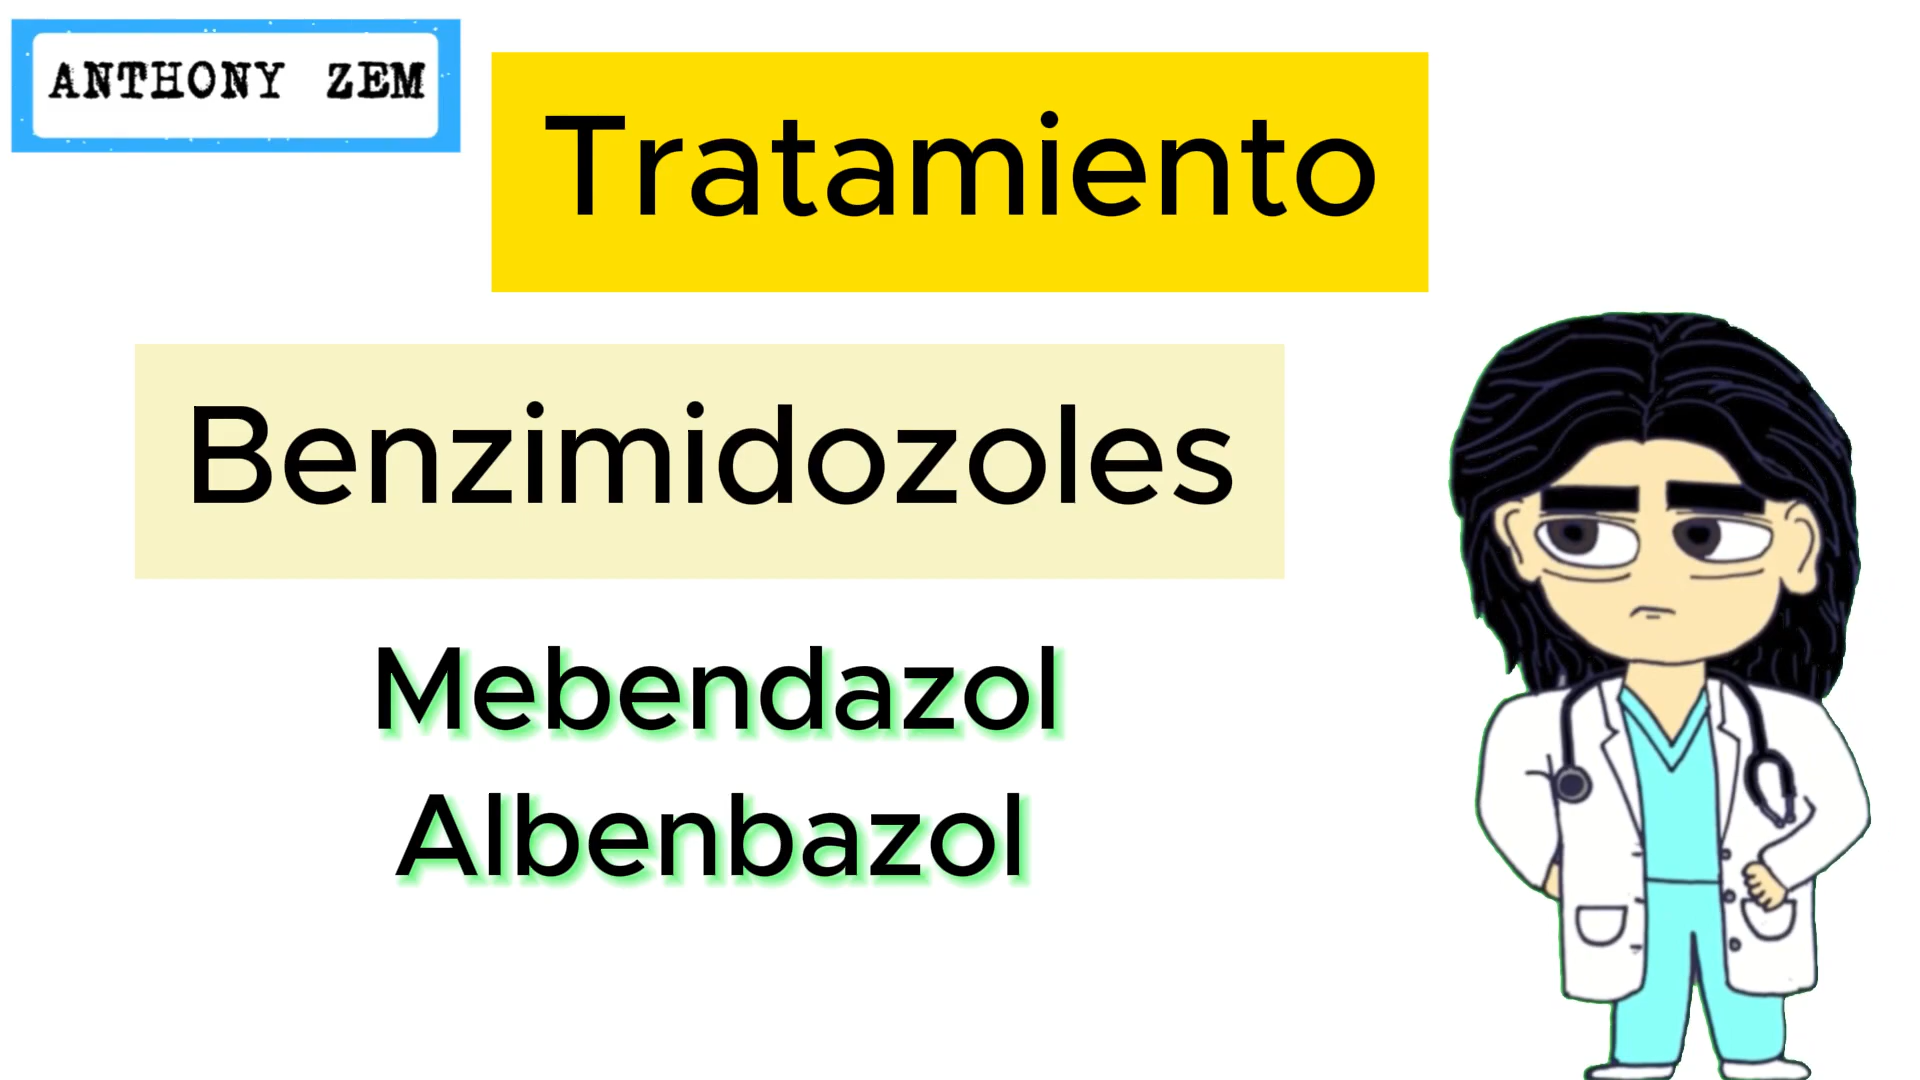 ANTHONY ZEM
Tratamiento
Benzimidozoles
Mebendazol
Albenbazol